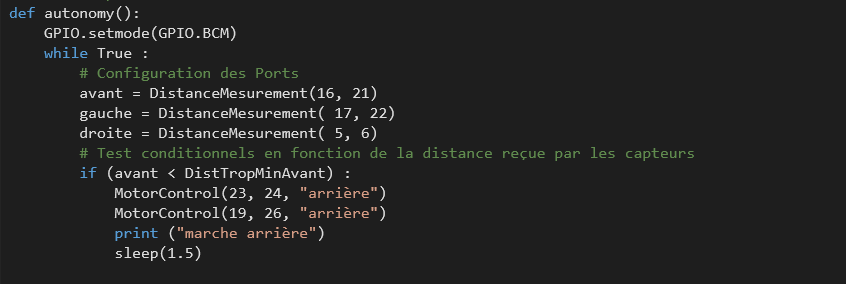 def autonomy():
    GPIO.setmode(GPIO.BCM)
    while True :
        # Configuration des Ports
        avant = DistanceMesurement(16, 21)
        gauche = DistanceMesurement( 17, 22)
        droite = DistanceMesurement( 5, 6)
        # Test conditionnels en fonction de la distance reçue par les capteurs
        if (avant < DistTropMinAvant) :
            MotorControl(23, 24, "arrière")
            MotorControl(19, 26, "arrière")
            print ("marche arrière")
            sleep(1.5)